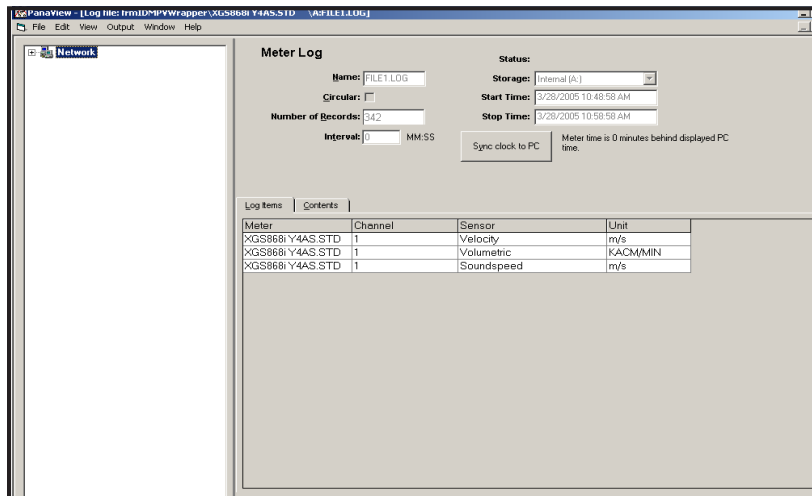 PanaView - [Log file: frmIDMPVWrapper\XGS868i Y4AS.STD \A:FILE1.LOG]
File Edit View Output Window Help
Network
Meter Log
Status:
Name: FILE1.LOG
Storage: Internal (A:)
Circular:
Start Time: 3/28/2005 10:48:58 AM
Number of Records: 342
Stop Time: 3/28/2005 10:58:58 AM
Interval: 0 MM:SS
Sync clock to PC
Meter time is 0 minutes behind displayed PC
time.
Log Items Contents
Meter Channel Sensor Unit
XGS868i Y4AS.STD 1 Velocity m/s
XGS868i Y4AS.STD 1 Volumetric KACM/MIN
XGS868i Y4AS.STD 1 Soundspeed m/s